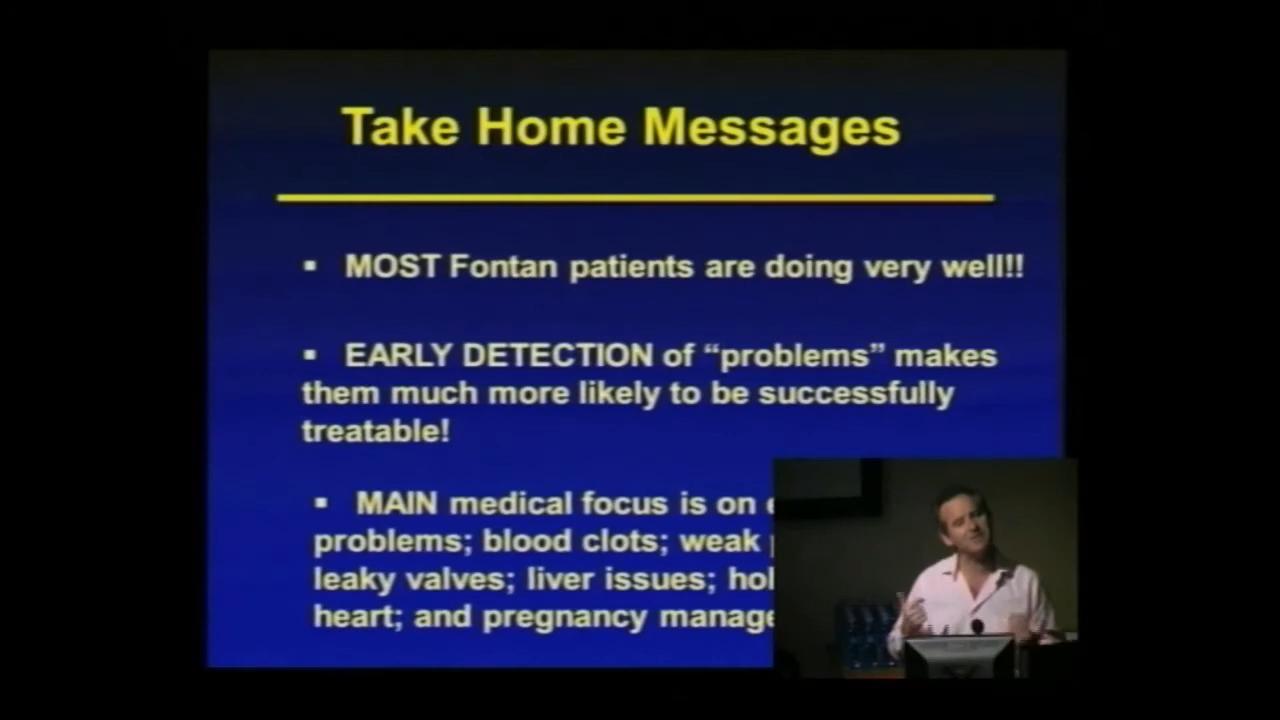 Take Home Messages
▪ MOST Fontan patients are doing very well!!
▪ EARLY DETECTION of “problems” makes
them much more likely to be successfully
treatable!
▪ MAIN medical focus is on
problems; blood clots; weak
leaky valves; liver issues;
heart; and pregnancy